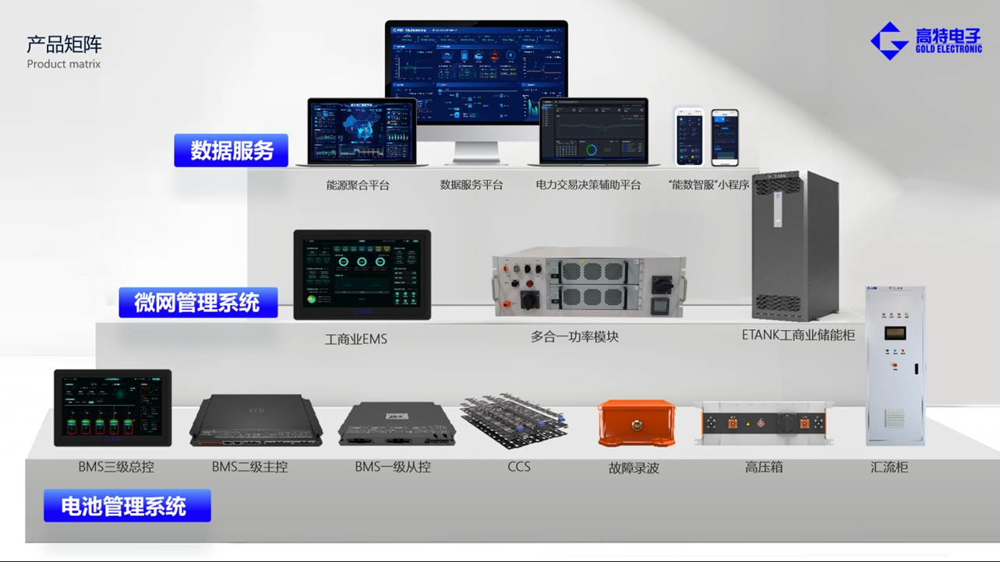 产品矩阵
Product matrix
高特电子
GOLD ELECTRONIC
数据服务
能源聚合平台
数据服务平台
电力交易决策辅助平台
“能数智服”小程序
微网管理系统
工商业EMS
多合一功率模块
ETANK工商业储能柜
BMS三级总控
BMS二级主控
BMS一级从控
CCS
故障录波
高压箱
汇流柜
电池管理系统